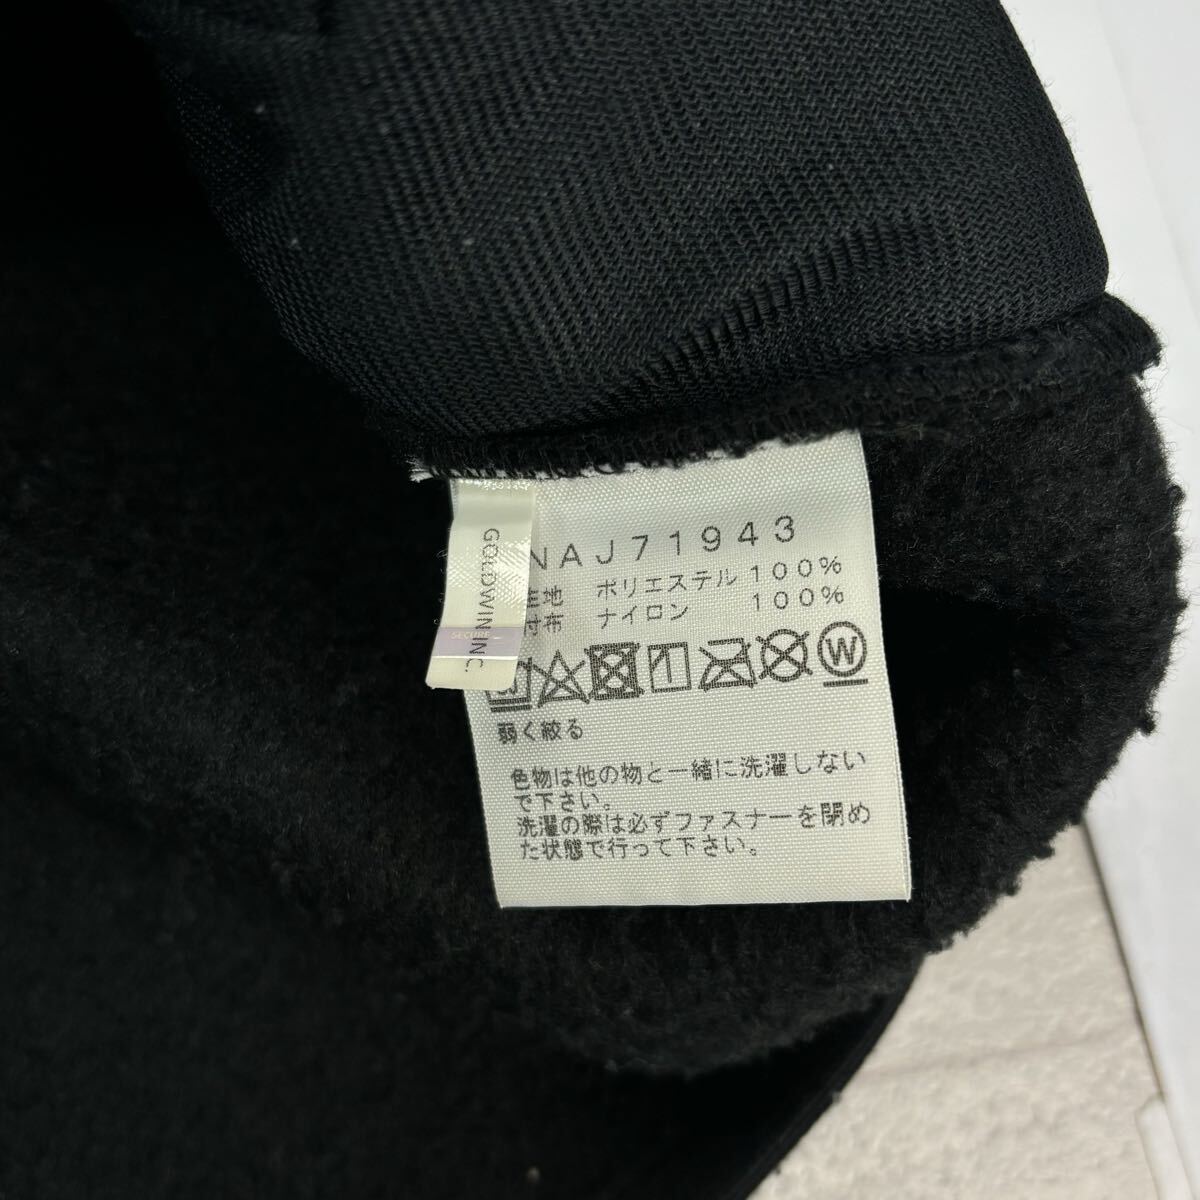 GOLDWIN INC.
SECURE
NAJ71943
生地 ポリエステル 100%
付布 ナイロン 100%
W
弱く絞る
色物は他の物と一緒に洗濯しない
で下さい。
洗濯の際は必ずファスナーを閉め
た状態で行って下さい。